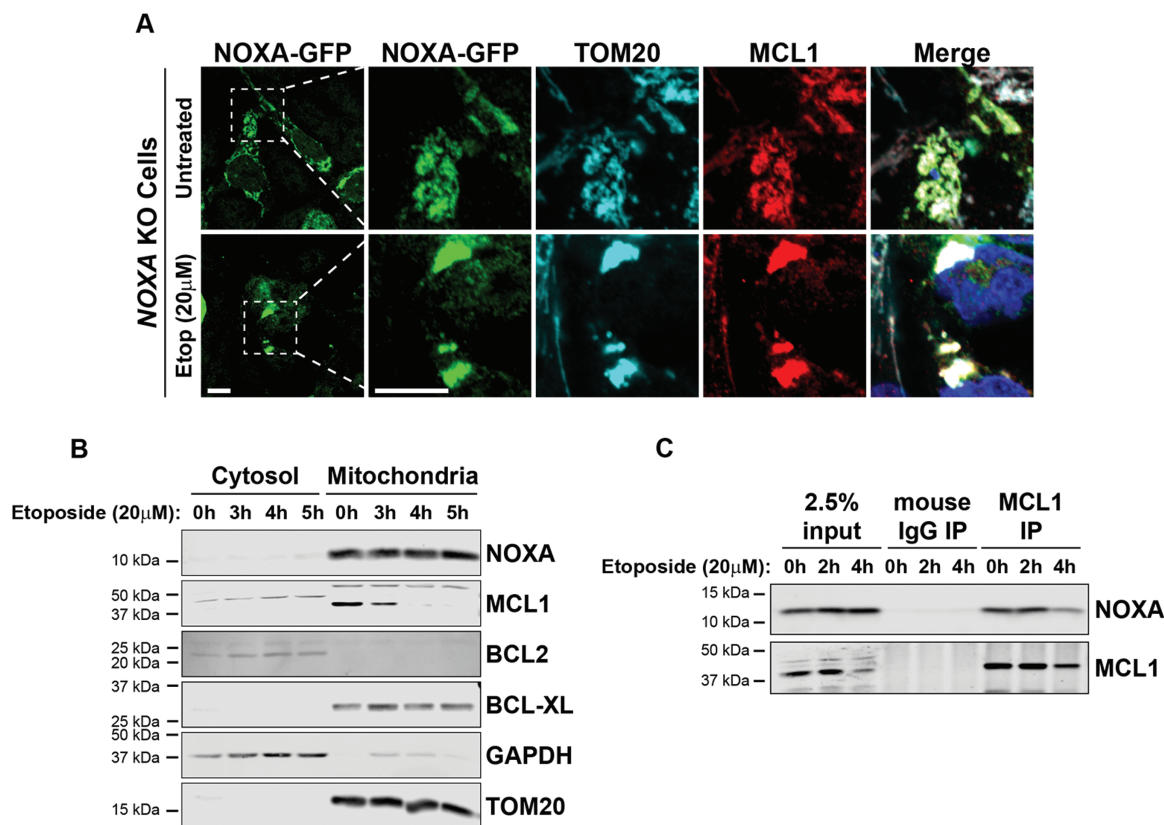 A
NOXA-GFP NOXA-GFP TOM20 MCL1 Merge
NOXA KO Cells
Untreated
Etop (20μM)
B
Cytosol Mitochondria
Etoposide (20μM): 0h 3h 4h 5h 0h 3h 4h 5h
10 kDa NOXA
50 kDa
37 kDa
MCL1
25 kDa
20 kDa
BCL2
37 kDa
25 kDa
BCL-XL
50 kDa
37 kDa
GAPDH
15 kDa TOM20
C
2.5% input mouse IgG IP MCL1 IP
Etoposide (20μM): 0h 2h 4h 0h 2h 4h 0h 2h 4h
15 kDa
10 kDa
NOXA
50 kDa
37 kDa
MCL1